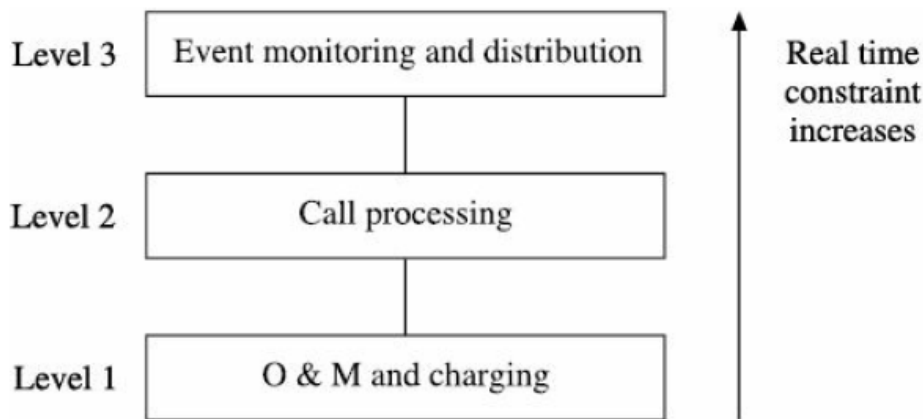 Level 3
Event monitoring and distribution
Real time
constraint
increases
Level 2
Call processing
Level 1
O & M and charging